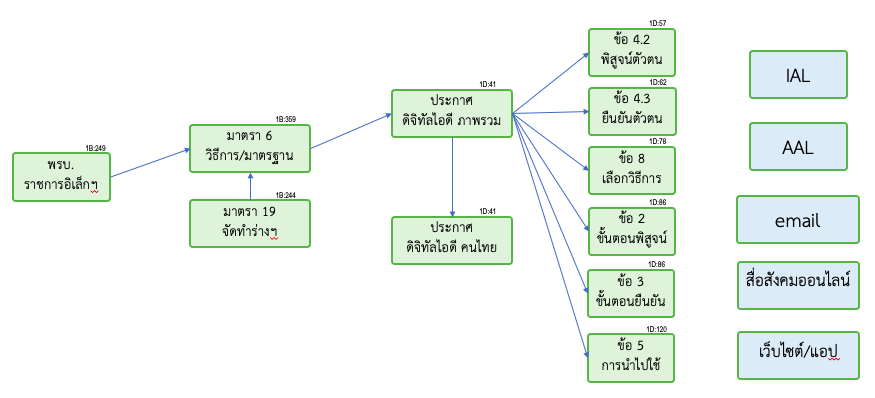 1B:249
พรบ.
ราชการอิเล็กฯ
1B:359
มาตรา 6
วิธีการ/มาตรฐาน
1B:244
มาตรา 19
จัดทำร่างฯ
1D:41
ประกาศ
ดิจิทัลไอดี ภาพรวม
1D:41
ประกาศ
ดิจิทัลไอดี คนไทย
1D:57
ข้อ 4.2
พิสูจน์ตัวตน
1D:62
ข้อ 4.3
ยืนยันตัวตน
1D:78
ข้อ 8
เลือกวิธีการ
1D:86
ข้อ 2
ขั้นตอนพิสูจน์
1D:86
ข้อ 3
ขั้นตอนยืนยัน
1D:120
ข้อ 5
การนำไปใช้
IAL
AAL
email
สื่อสังคมออนไลน์
เว็บไซต์/แอป